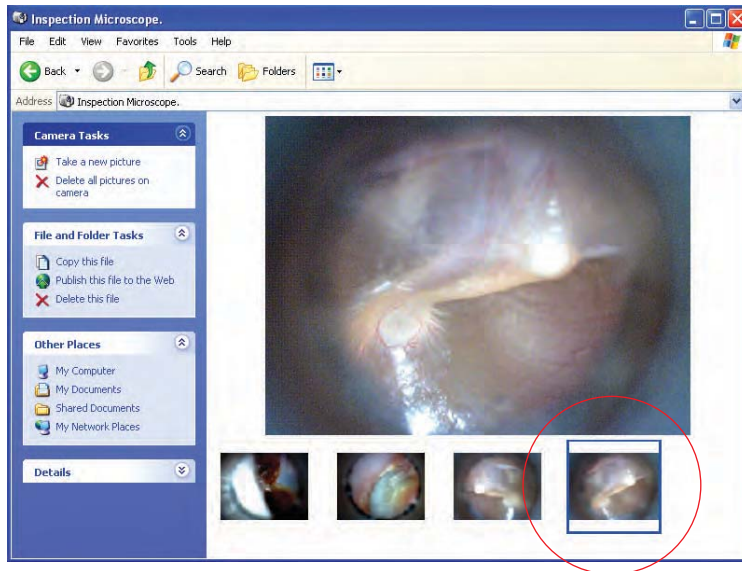 Inspection Microscope.
File Edit View Favorites Tools Help
Back Search Folders
Address Inspection Microscope.
Camera Tasks
Take a new picture
Delete all pictures on
camera
File and Folder Tasks
Copy this file
Publish this file to the Web
Delete this file
Other Places
My Computer
My Documents
Shared Documents
My Network Places
Details